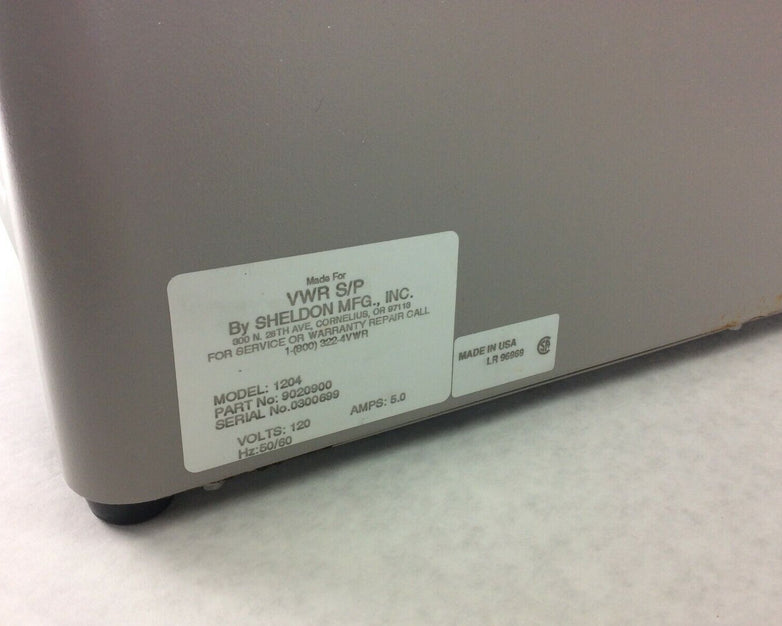 Made For
VWR S/P
By SHELDON MFG., INC.
300 N. 26TH AVE, CORNELIUS, OR 97113
FOR SERVICE OR WARRANTY REPAIR CALL
1-(800) 322-4VWR
MODEL: 1204
PART No: 9020900
SERIAL No.0300699
VOLTS: 120 AMPS: 5.0
Hz:50/60
MADE IN USA
LR 96969